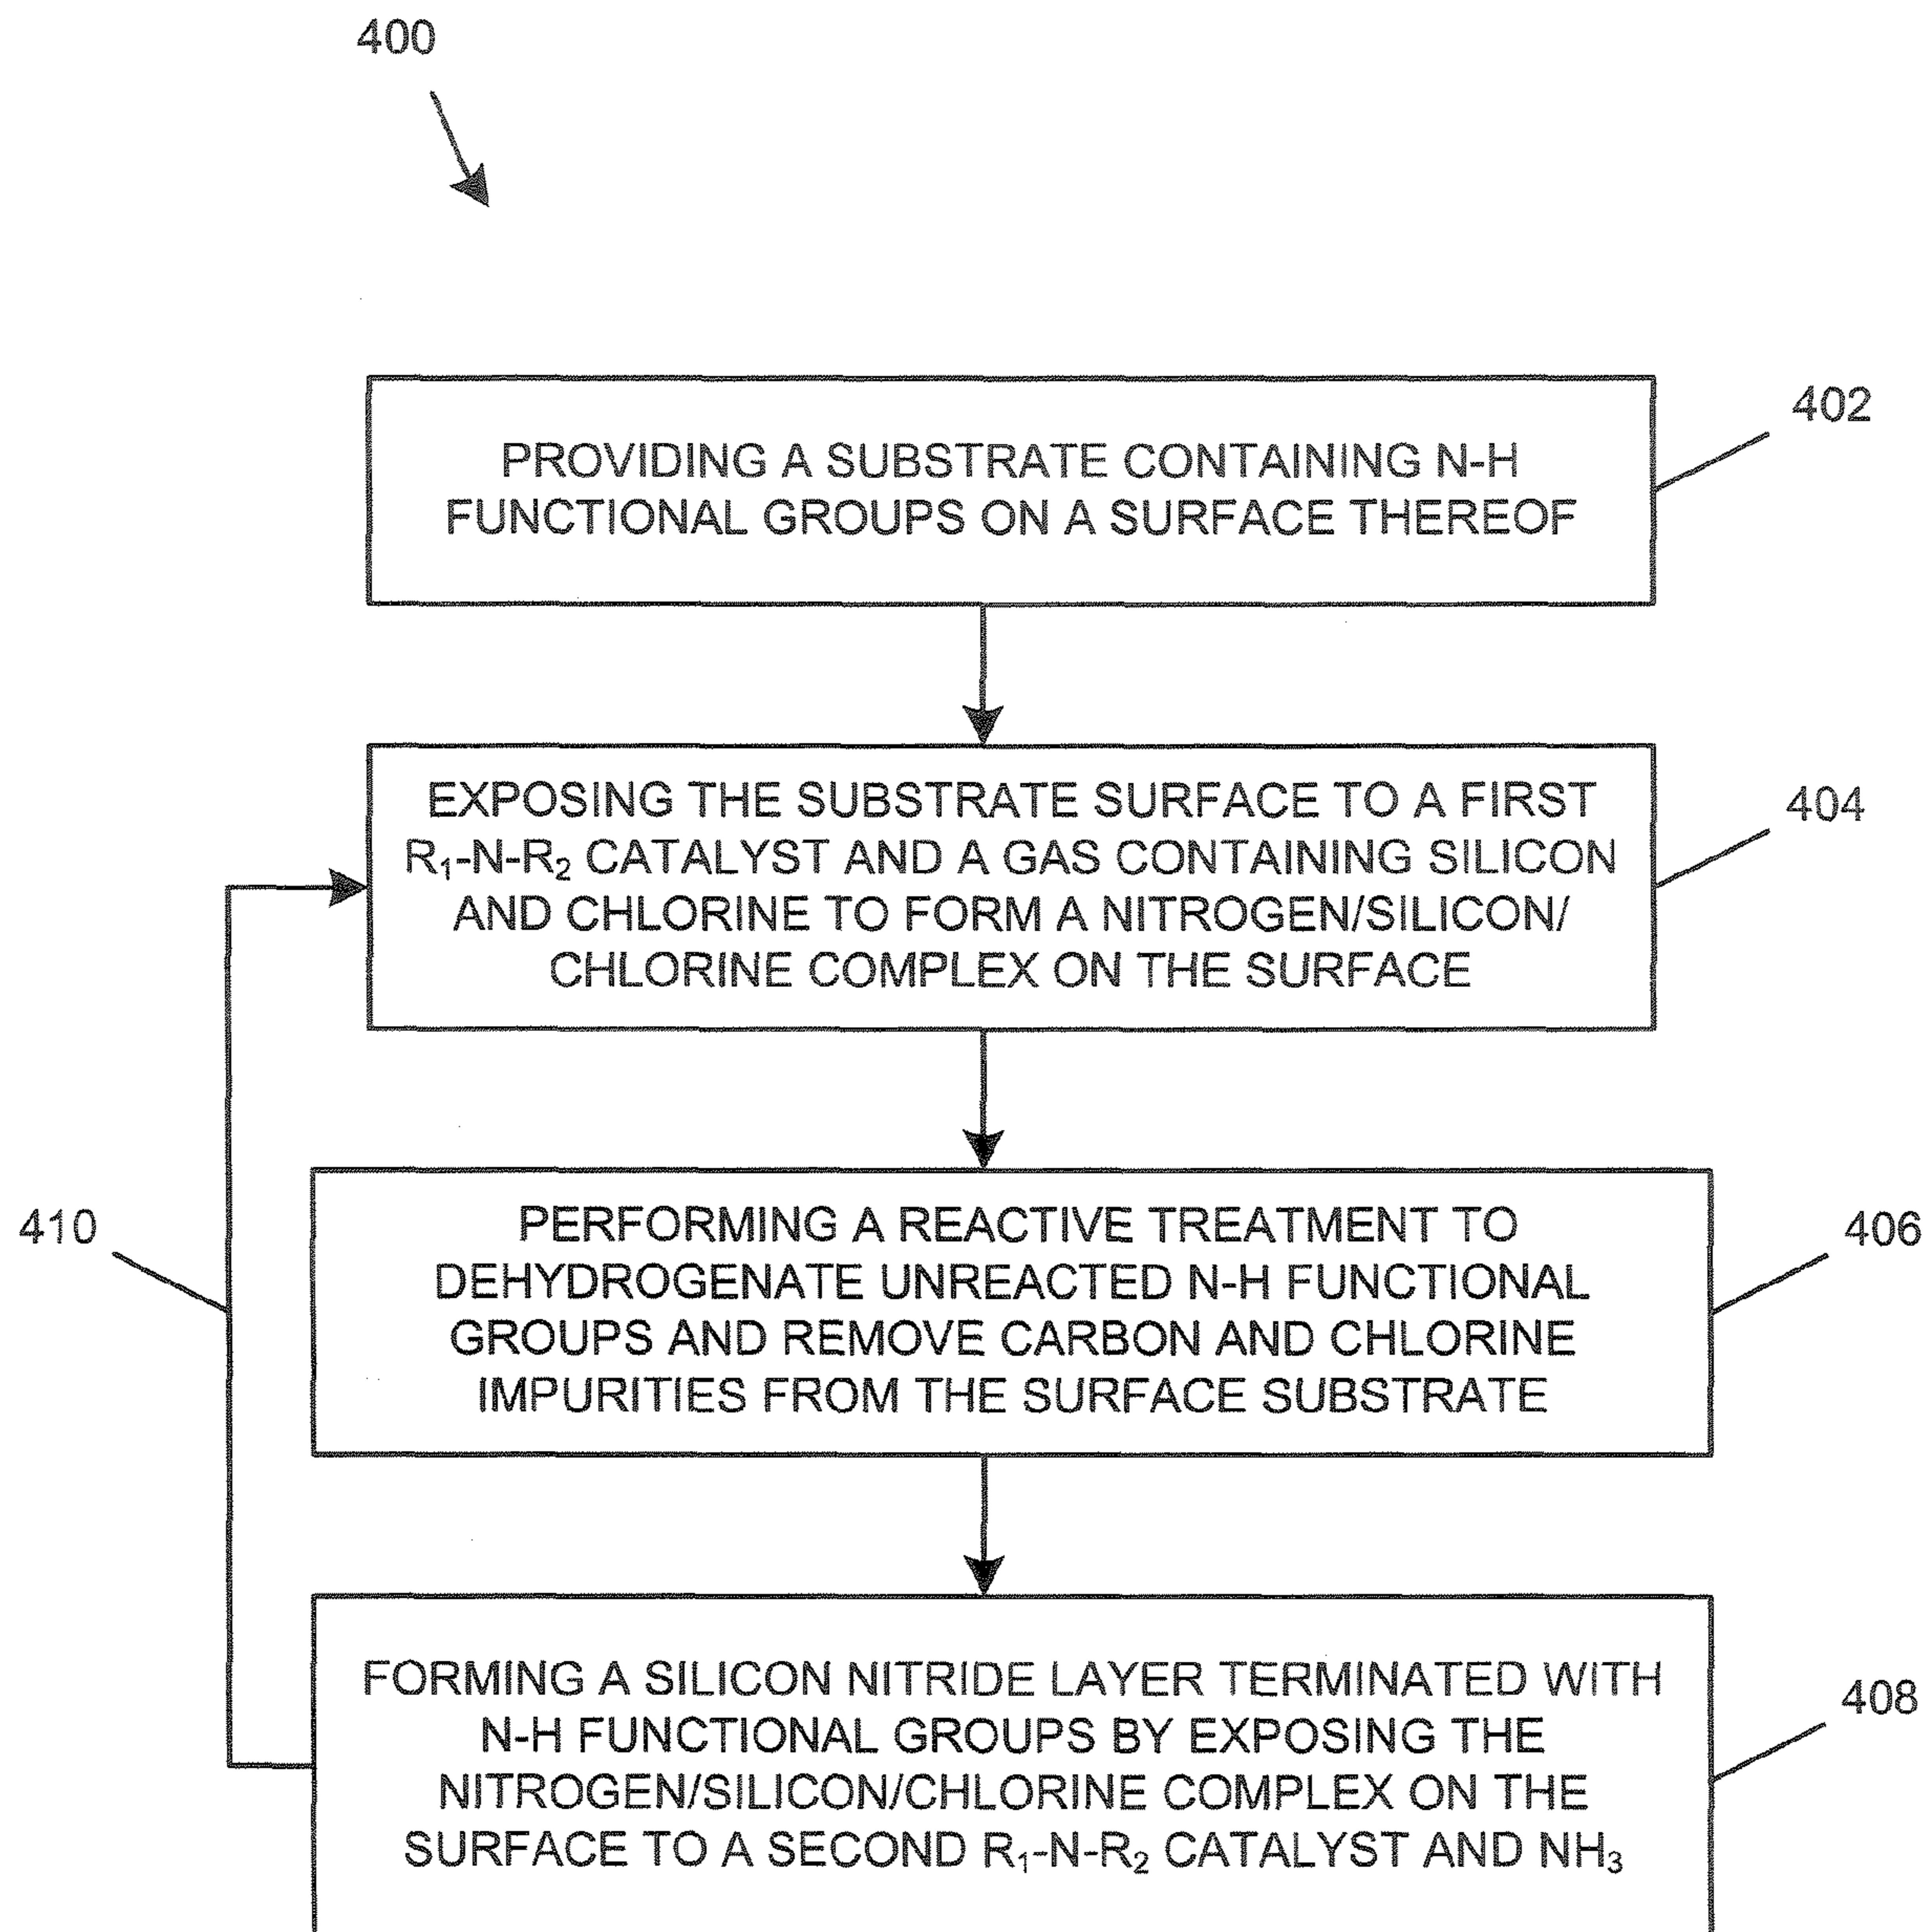 400
PROVIDING A SUBSTRATE CONTAINING N-H
FUNCTIONAL GROUPS ON A SURFACE THEREOF
402
EXPOSING THE SUBSTRATE SURFACE TO A FIRST
R₁-N-R₂ CATALYST AND A GAS CONTAINING SILICON
AND CHLORINE TO FORM A NITROGEN/SILICON/
CHLORINE COMPLEX ON THE SURFACE
404
410
PERFORMING A REACTIVE TREATMENT TO
DEHYDROGENATE UNREACTED N-H FUNCTIONAL
GROUPS AND REMOVE CARBON AND CHLORINE
IMPURITIES FROM THE SURFACE SUBSTRATE
406
FORMING A SILICON NITRIDE LAYER TERMINATED WITH
N-H FUNCTIONAL GROUPS BY EXPOSING THE
NITROGEN/SILICON/CHLORINE COMPLEX ON THE
SURFACE TO A SECOND R₁-N-R₂ CATALYST AND NH₃
408